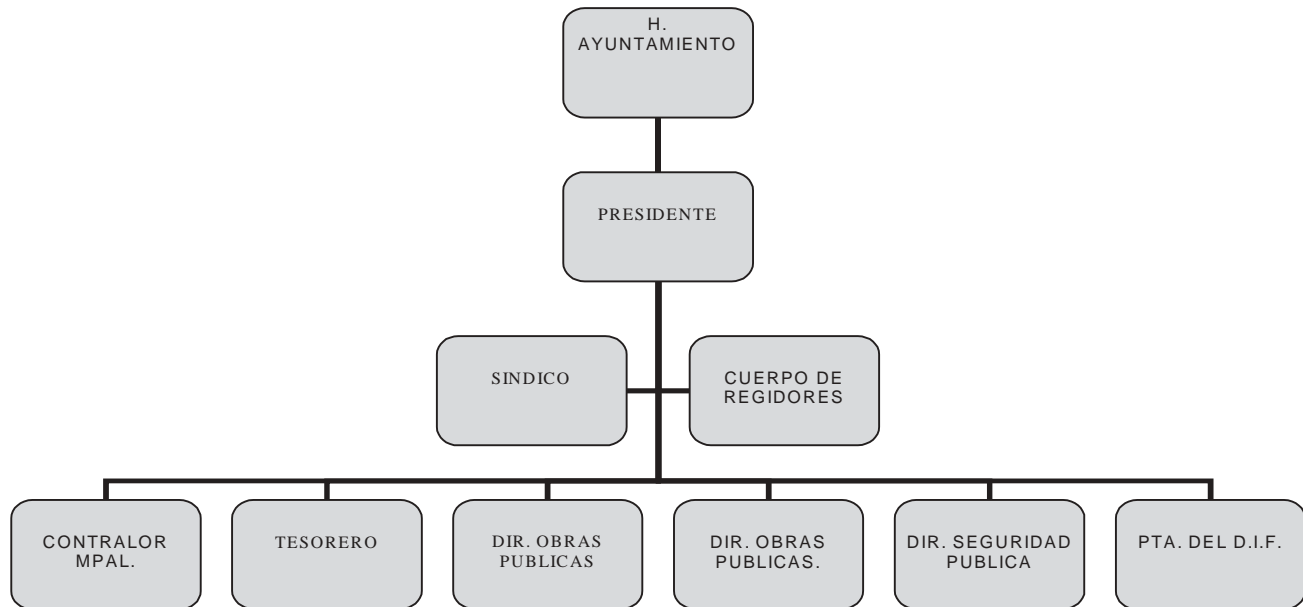 H.
AYUNTAMIENTO
PRESIDENTE
SINDICO
CUERPO DE
REGIDORES
CONTRALOR
MPAL.
TESORERO
DIR. OBRAS
PUBLICAS
DIR. OBRAS
PUBLICAS.
DIR. SEGURIDAD
PUBLICA
PTA. DEL D.I.F.